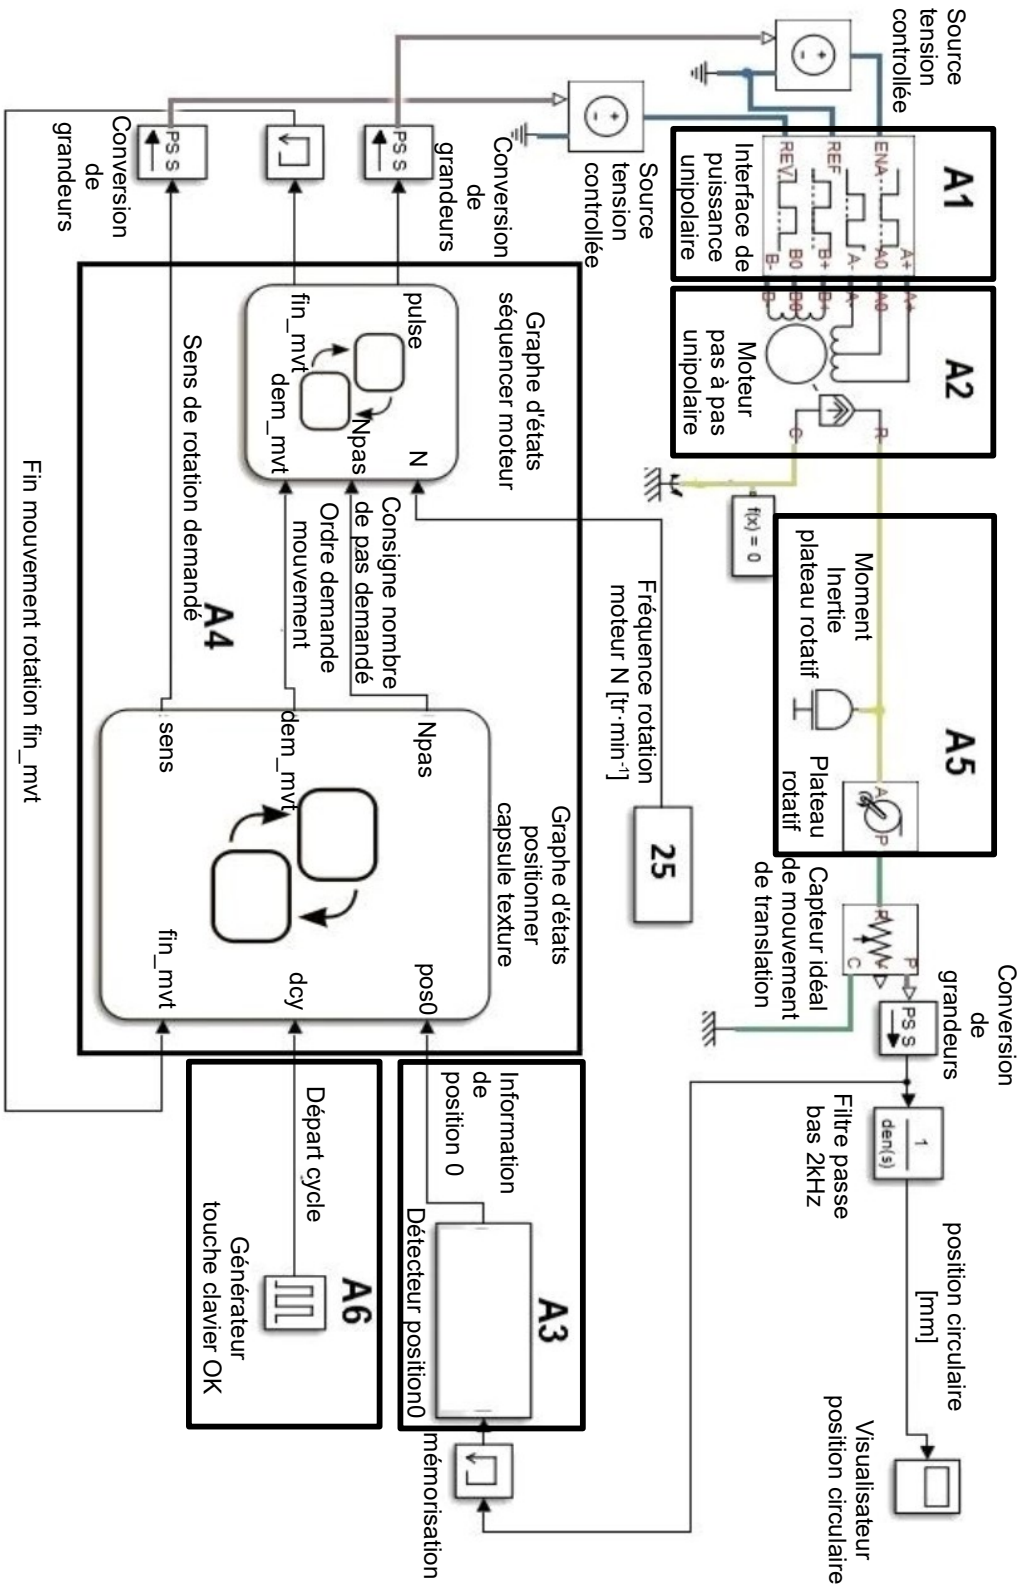 Source
tension
contrôlée
A1
ENA
REF
REV
A+
A0
A-
B+
B0
B-
Interface de
puissance
unipolaire
A2
A+
A0
A-
B+
B0
B-
R
C
Moteur
pas à pas
unipolaire
f(x) = 0
A5
Moment
Inertie
plateau rotatif
Plateau
rotatif
A
P
Capteur idéal
de mouvement
de translation
R
V
P
C
Conversion
de
grandeurs
PS S
Filtre passe
bas 2kHz
1
den(s)
position circulaire
[mm]
Visualisateur
position circulaire
Source
tension
contrôlée
Conversion
de
grandeurs
PS S
Fréquence rotation
moteur N [tr·min-1]
25
Graphe d'états
séquencer moteur
pulse
fin_mvt
N
Npas
dem_mvt
Consigne nombre
de pas demandé
Ordre demande
mouvement
Sens de rotation demandé
A4
Graphe d'états
positionner
capsule texture
Npas
dem_mvt
sens
pos0
dcy
fin_mvt
Conversion
de
grandeurs
PS S
A3
Information
de
position 0
Détecteur position0
mémorisation
A6
Départ cycle
Générateur
touche clavier OK
Fin mouvement rotation fin_mvt